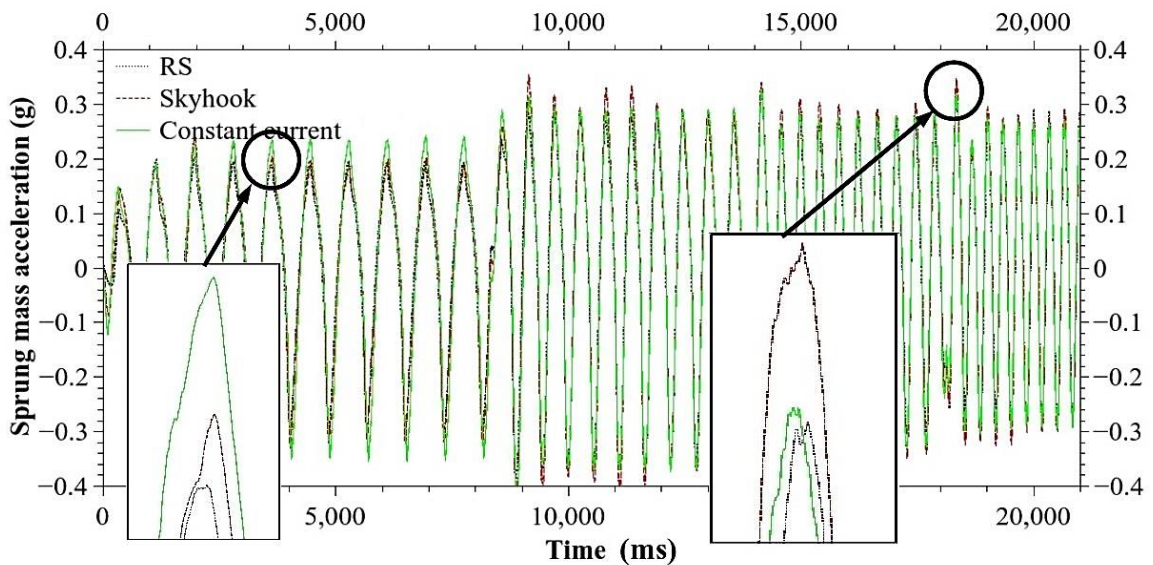 0 5,000 10,000 15,000 20,000
0.4 0.4
RS
0.3 Skyhook 0.3
Constant current
0.2 0.2
0.1 0.1
0 0
−0.1 −0.1
−0.2 −0.2
−0.3 −0.3
−0.4 −0.4
Sprung mass acceleration (g)
0 5,000 10,000 20,000
Time (ms)